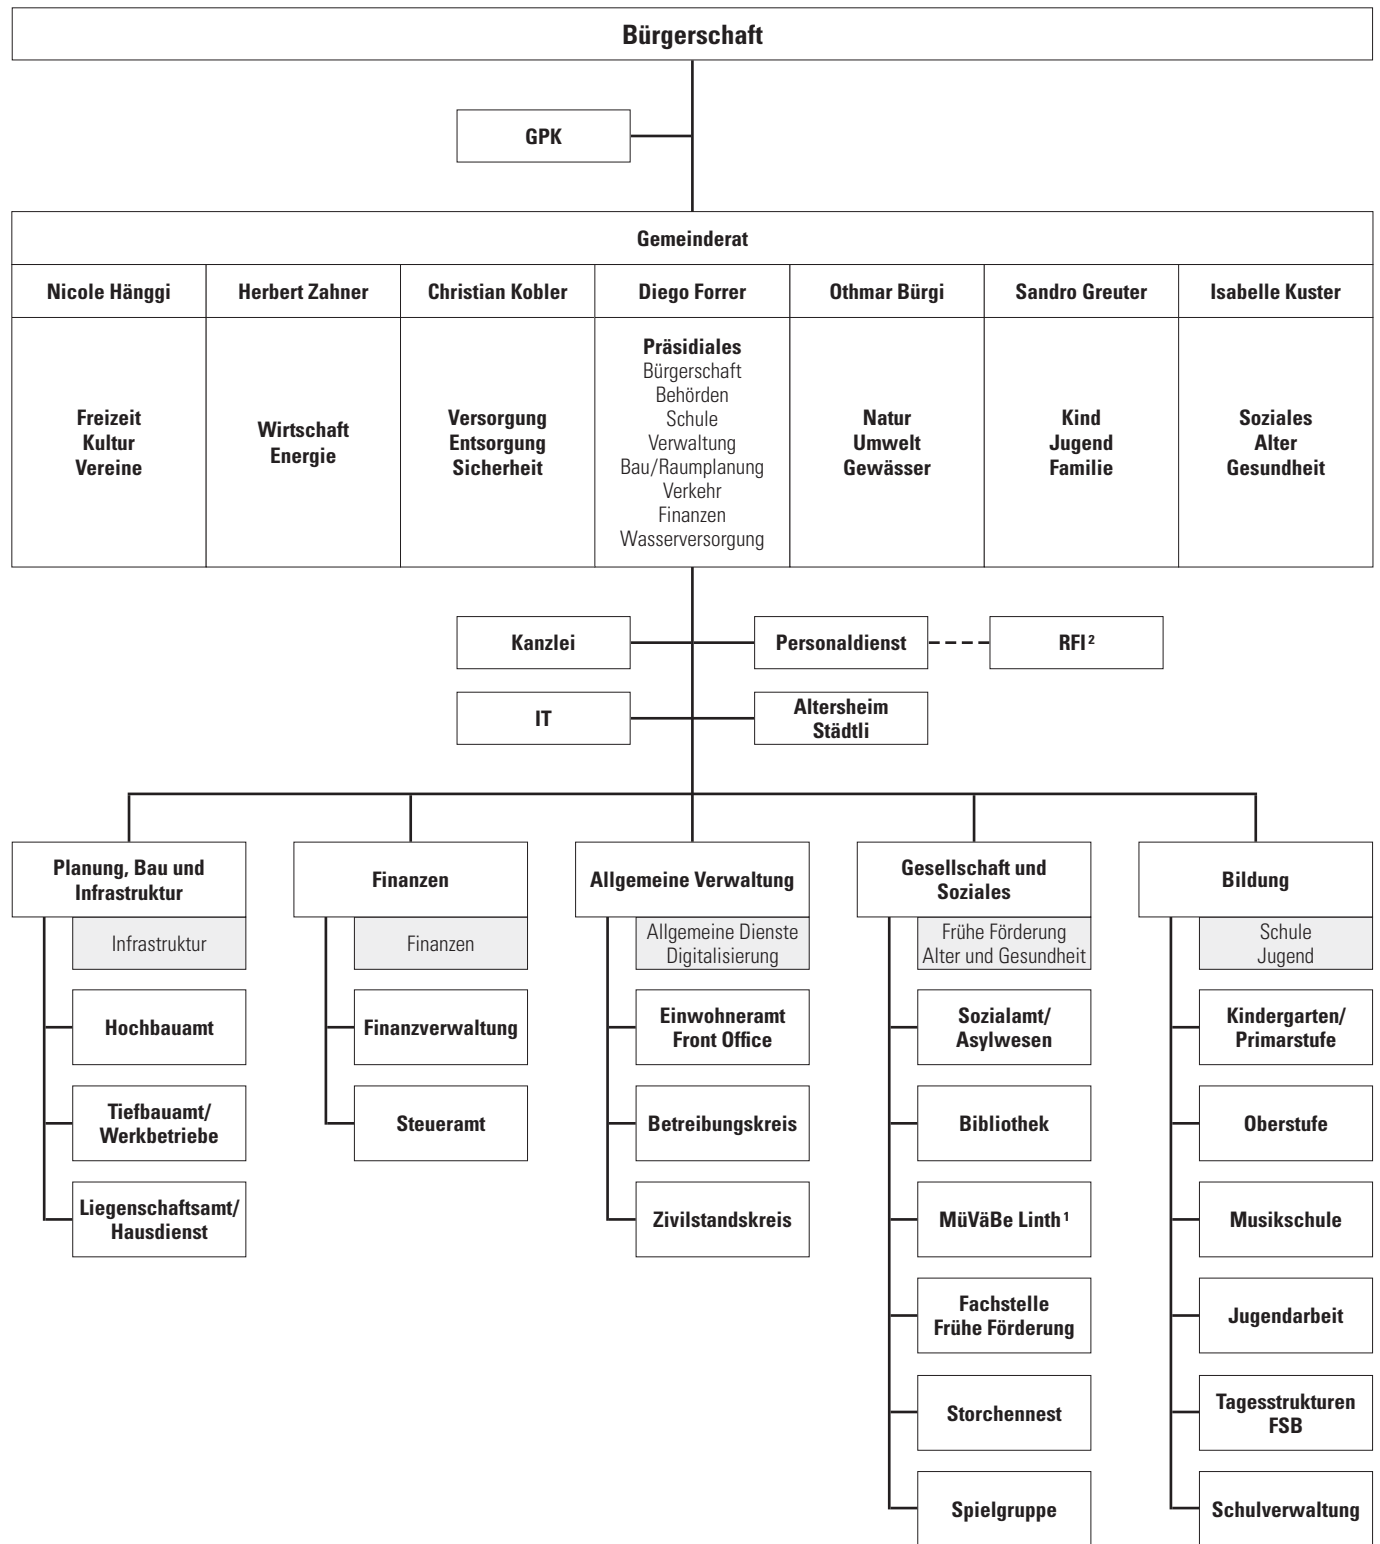 Bürgerschaft
GPK
Gemeinderat
Nicole Hänggi
Herbert Zahner
Christian Kobler
Diego Forrer
Othmar Bürgi
Sandro Greuter
Isabelle Kuster
Freizeit
Kultur
Vereine
Wirtschaft
Energie
Versorgung
Entsorgung
Sicherheit
Präsidiales
Bürgerschaft
Behörden
Schule
Verwaltung
Bau/Raumplanung
Verkehr
Finanzen
Wasserversorgung
Natur
Umwelt
Gewässer
Kind
Jugend
Familie
Soziales
Alter
Gesundheit
Kanzlei
Personaldienst
RFI²
IT
Altersheim
Städtli
Planung, Bau und
Infrastruktur
Infrastruktur
Hochbauamt
Tiefbauamt/
Werkbetriebe
Liegenschaftsamt/
Hausdienst
Finanzen
Finanzen
Finanzverwaltung
Steueramt
Allgemeine Verwaltung
Allgemeine Dienste
Digitalisierung
Einwohneramt
Front Office
Betreibungskreis
Zivilstandskreis
Gesellschaft und
Soziales
Frühe Förderung
Alter und Gesundheit
Sozialamt/
Asylwesen
Bibliothek
MüVäBe Linth¹
Fachstelle
Frühe Förderung
Storchennest
Spielgruppe
Bildung
Schule
Jugend
Kindergarten/
Primarstufe
Oberstufe
Musikschule
Jugendarbeit
Tagesstrukturen
FSB
Schulverwaltung